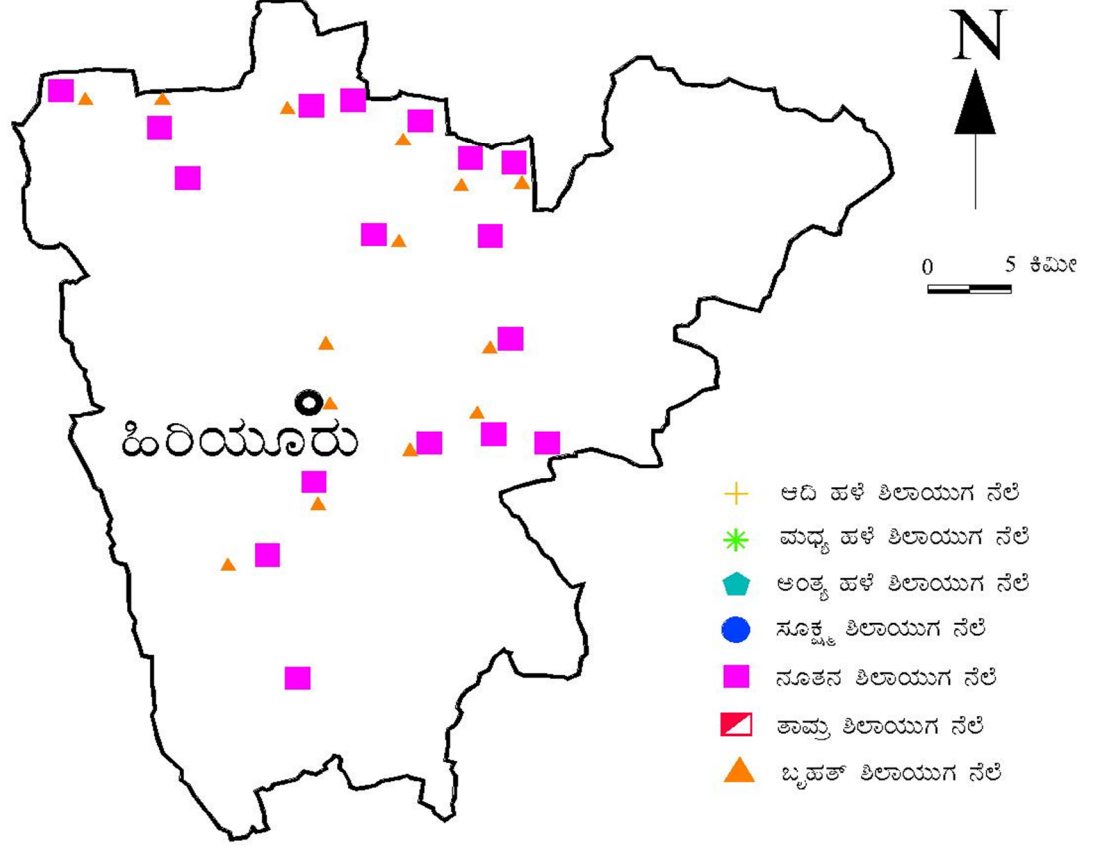 N
0 5 ಕಿಮೀ
ಹಿರಿಯೂರು
ಆದಿ ಹಳೆ ಶಿಲಾಯುಗ ನೆಲೆ
ಮಧ್ಯ ಹಳೆ ಶಿಲಾಯುಗ ನೆಲೆ
ಅಂತ್ಯ ಹಳೆ ಶಿಲಾಯುಗ ನೆಲೆ
ಸೂಕ್ಷ್ಮ ಶಿಲಾಯುಗ ನೆಲೆ
ನೂತನ ಶಿಲಾಯುಗ ನೆಲೆ
ತಾಮ್ರ ಶಿಲಾಯುಗ ನೆಲೆ
ಬೃಹತ್ ಶಿಲಾಯುಗ ನೆಲೆ